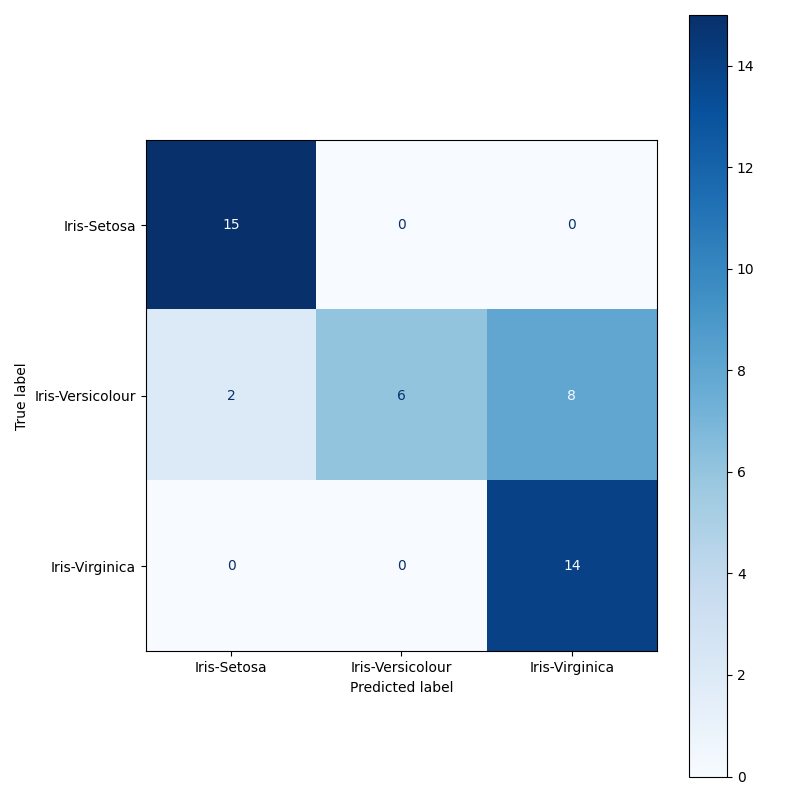 14
12
10
8
6
4
2
0
True label
Iris-Setosa 15 0 0
Iris-Versicolour 2 6 8
Iris-Virginica 0 0 14
Iris-Setosa Iris-Versicolour Iris-Virginica
Predicted label